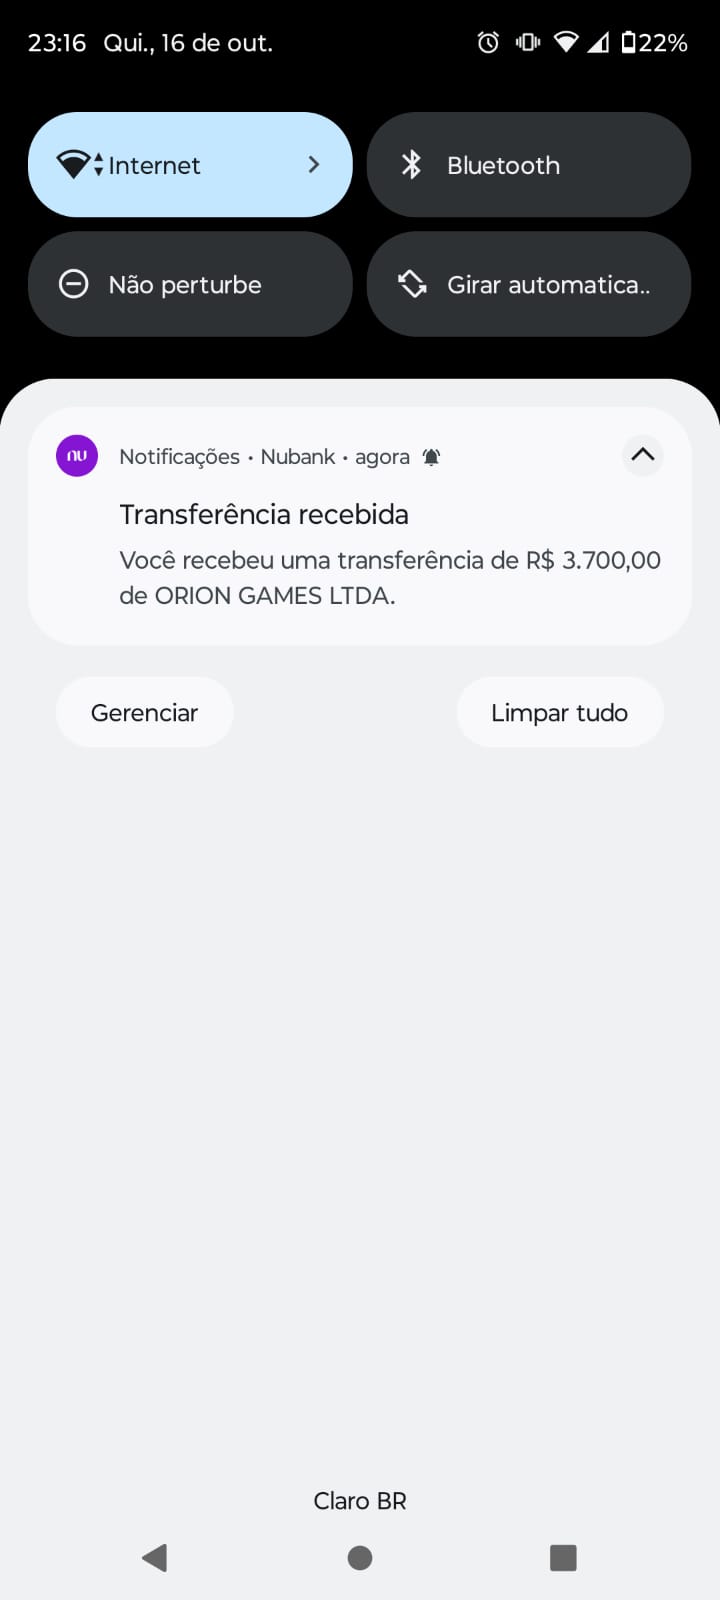 23:16 Qui., 16 de out. 22%
Internet
Bluetooth
Não perturbe
Girar automatica..
nu Notificações • Nubank • agora
Transferência recebida
Você recebeu uma transferência de R$ 3.700,00
de ORION GAMES LTDA.
Gerenciar
Limpar tudo
Claro BR